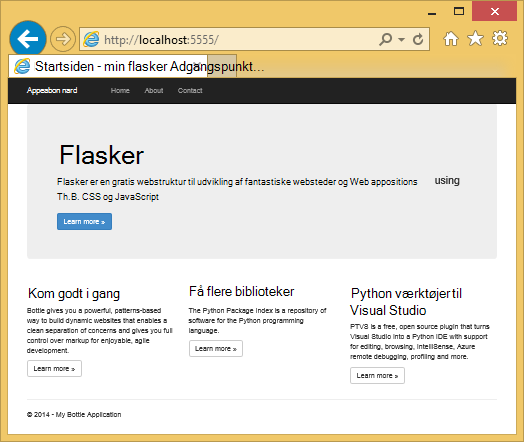 http://localhost:5555/
Startsiden - min flasker Adgangspunkt...
Appeabon nard Home About Contact
Flasker
Flasker er en gratis webstruktur til udvikling af fantastiske websteder og Web appositions using
Th.B. CSS og JavaScript
Learn more »
Kom godt i gang
Bottle gives you a powerful, patterns-based
way to build dynamic websites that enables a
clean separation of concerns and gives you full
control over markup for enjoyable, agile
development.
Learn more »
Få flere biblioteker
The Python Package Index is a repository of
software for the Python programming
language.
Learn more »
Python værktøjer til
Visual Studio
PTVS is a free, open source plugin that turns
Visual Studio into a Python IDE with support
for editing, browsing, IntelliSense, Azure
remote debugging, profiling and more.
Learn more »
© 2014 - My Bottle Application